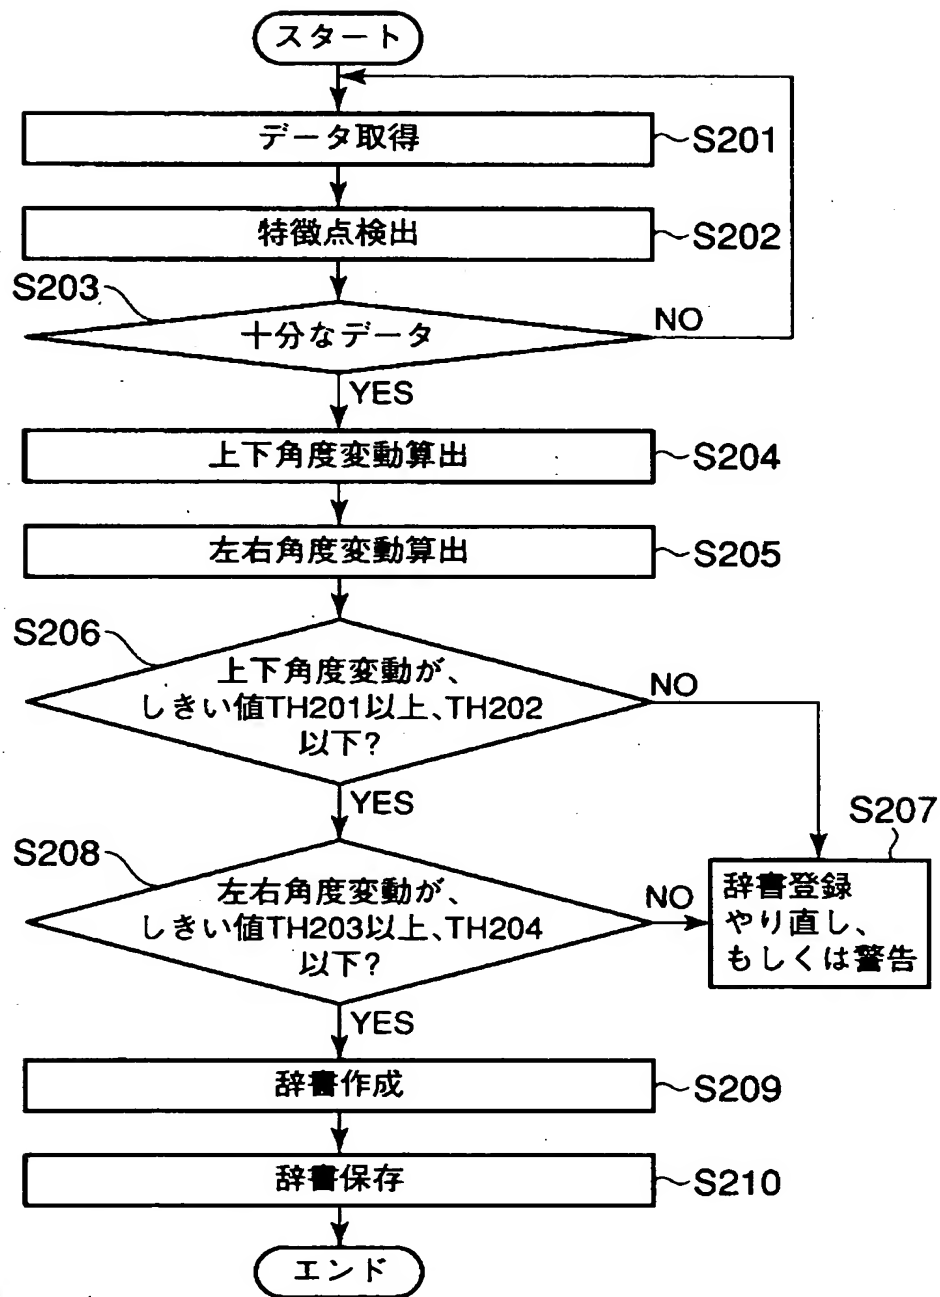 スタート
データ取得
S201
特徴点検出
S202
S203
十分なデータ
NO
YES
上下角度変動算出
S204
左右角度変動算出
S205
S206
上下角度変動が、
しきい値TH201以上、TH202
以下?
NO
YES
S207
辞書登録
やり直し、
もしくは警告
S208
左右角度変動が、
しきい値TH203以上、TH204
以下?
NO
YES
辞書作成
S209
辞書保存
S210
エンド